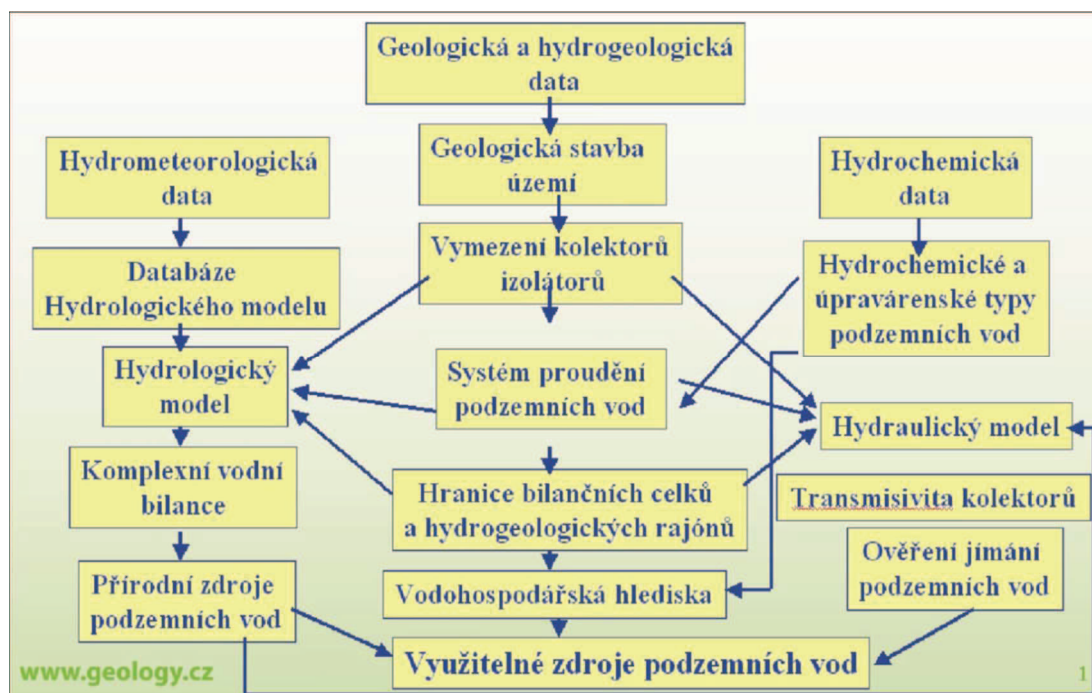 Geologická a hydrogeologická
data
Hydrometeorologická
data
Geologická stavba
území
Hydrochemická
data
Databáze
Hydrologického modelu
Vymezení kolektorů
izolátorů
Hydrochemické a
úpravárenské typy
podzemních vod
Hydrologický
model
Systém proudění
podzemních vod
Hydraulický model
Komplexní vodní
bilance
Hranice bilančních celků
a hydrogeologických rajónů
Transmisivita kolektorů
Přírodní zdroje
podzemních vod
Vodohospodářská hlediska
Ověření jímání
podzemních vod
Využitelné zdroje podzemních vod
www.geology.cz
1